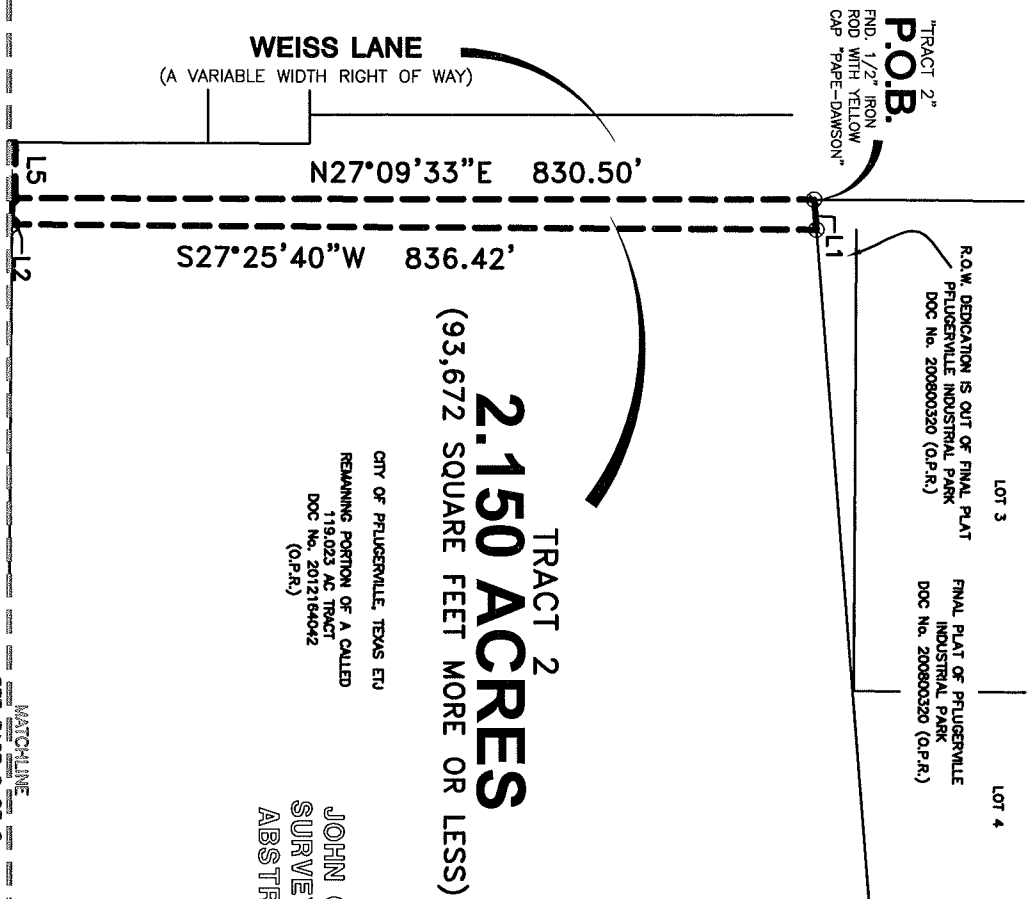 "TRACT 2"
P.O.B.
FND. 1/2" IRON
ROD WITH YELLOW
CAP "PAPE-DAWSON"
WEISS LANE
(A VARIABLE WIDTH RIGHT OF WAY)
N27°09'33"E 830.50'
S27°25'40"W 836.42'
L5
L2
L1
R.O.W. DEDICATION IS OUT OF FINAL PLAT
PFLUGERVILLE INDUSTRIAL PARK
DOC No. 200800320 (O.P.R.)
LOT 3
FINAL PLAT OF PFLUGERVILLE
INDUSTRIAL PARK
DOC No. 200800320 (O.P.R.)
LOT 4
TRACT 2
2.150 ACRES
(93,672 SQUARE FEET MORE OR LESS)
CITY OF PFLUGERVILLE, TEXAS ETJ
REMAINING PORTION OF A CALLED
119.023 AC TRACT
DOC No. 2012164042
(O.P.R.)
JOHN
SURVEY
ABSTR
MATCHLINE